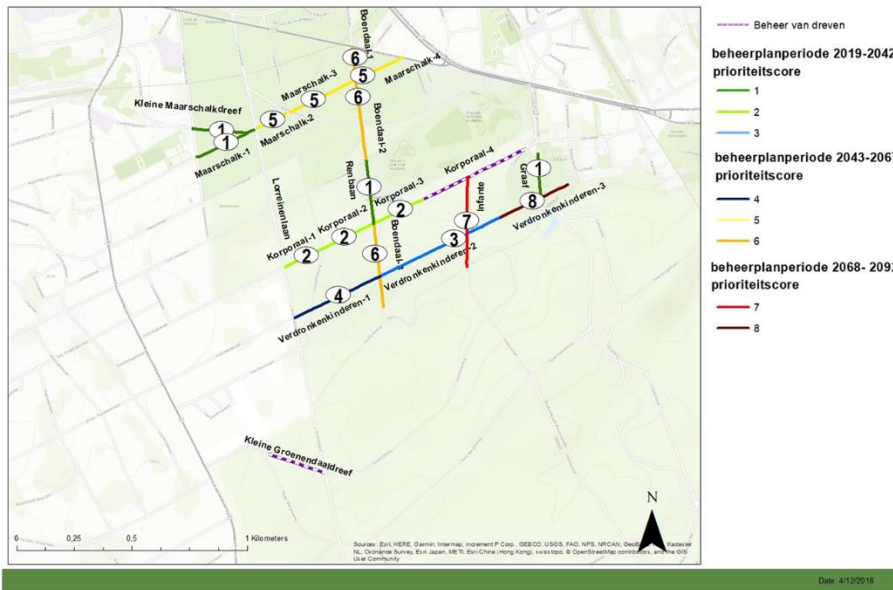 Beheer van dreven
beheerplanperiode 2019-2042
prioriteitscore
1
2
3
beheerplanperiode 2043-2067
prioriteitscore
4
5
6
beheerplanperiode 2068- 2092
prioriteitscore
7
8
Boendaal-1
6
5
Maarschalk-4
Maarschalk-3
6
5
5
Maarschalk-2
Kleine Maarschalkdreef
1
1
Maarschalk-1
Boendaal-2
Renbaan
1
Korporaal-4
Korporaal-3
2
Korporaal-2
2
Korporaal-1
2
Lorreinenlaan
Graaf
1
8
Verdronkenkinderen-3
Infante
7
3
Verdronkenkinderen-2
Boendaal-
6
4
Verdronkenkinderen-1
Kleine Groenendaaldreef
N
0 0,25 0,5 1 Kilometers
Sources: Esri, HERE, Garmin, Intermap, increment P Corp., GEBCO, USGS, FAO, NPS, NRCAN, GeoB Kadaster
NL, Ordnance Survey, Esri Japan, METI, Esri China (Hong Kong), swisstopo, © OpenStreetMap contributors, and the GIS
User Community
Date: 4/12/2018